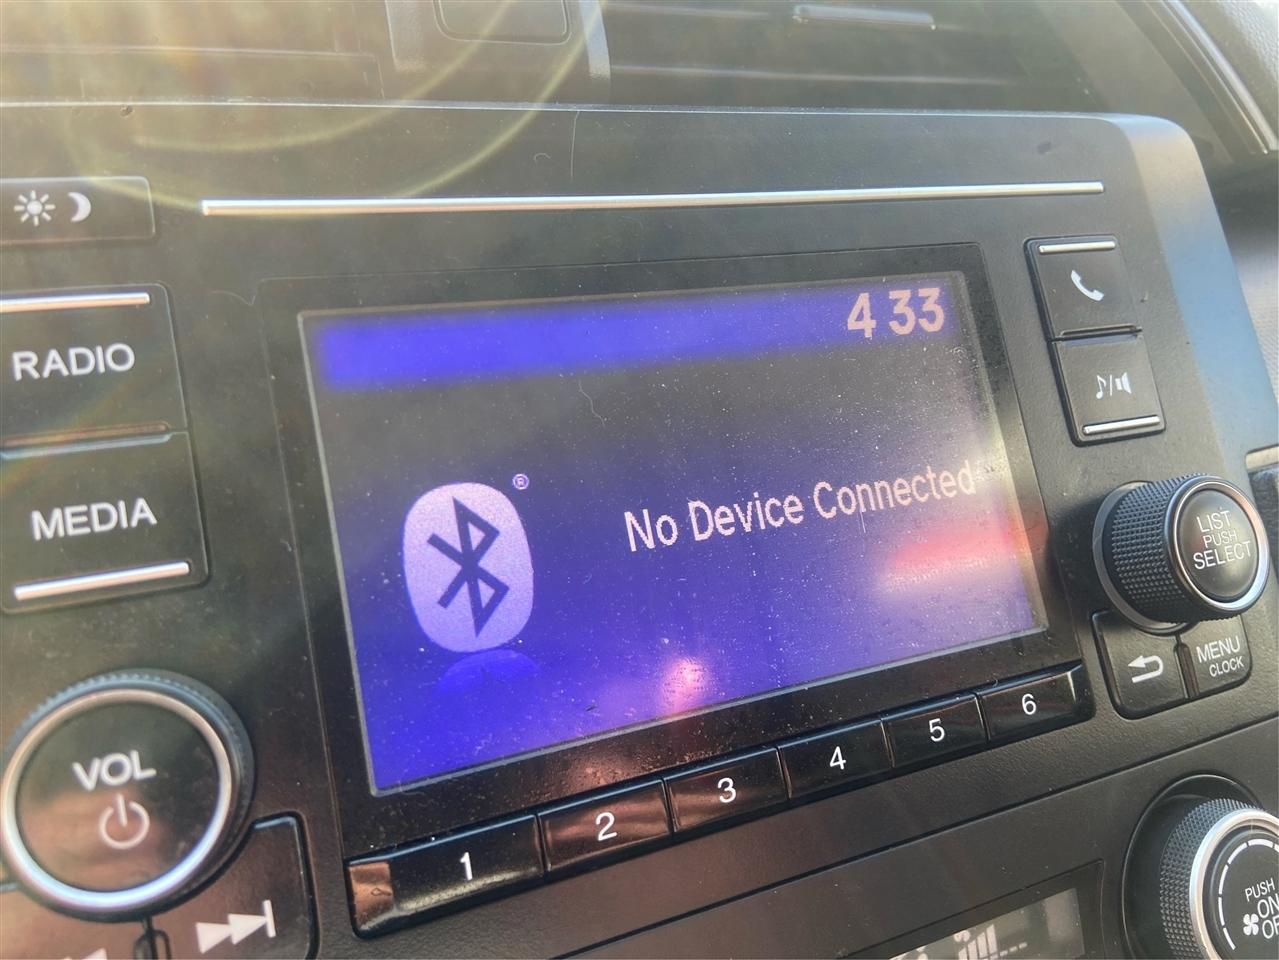 4 33
RADIO
MEDIA
®
No Device Connected
VOL
LIST
PUSH
SELECT
MENU
CLOCK
1
2
3
4
5
6
PUSH
ON